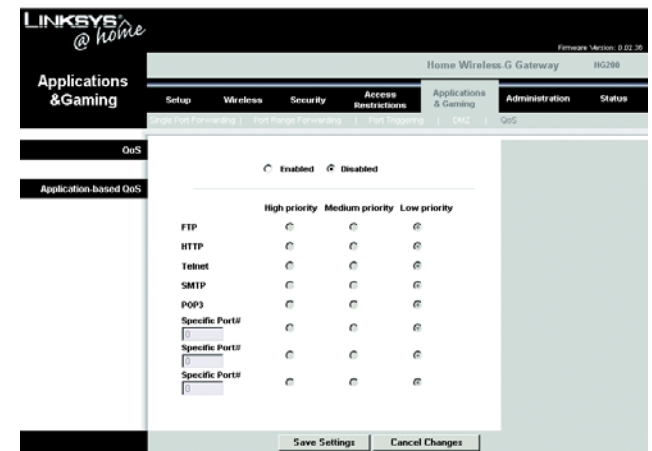 LINKSYS®
@ home
Firmware Version: 0.02.36
Home Wireless-G Gateway HG200
Applications
&Gaming
Setup Wireless Security Access Restrictions Applications & Gaming Administration Status
Single Port Forwarding | Port Range Forwarding | Port Triggering | DMZ | QoS
QoS
Enabled Disabled
Application-based QoS
High priority Medium priority Low priority
FTP
HTTP
Telnet
SMTP
POP3
Specific Port#
0
Specific Port#
0
Specific Port#
0
Save Settings Cancel Changes